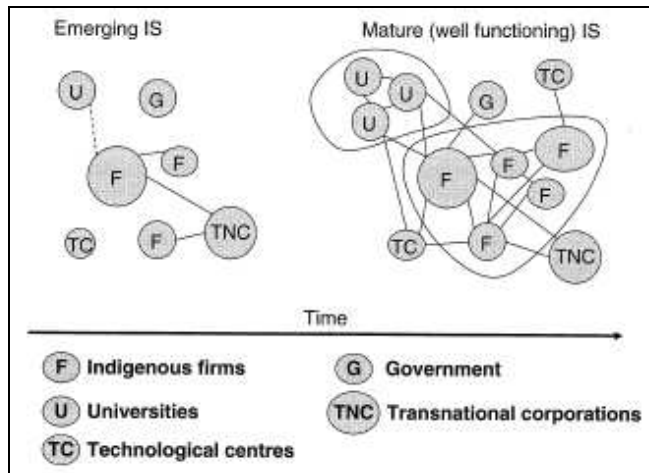 Emerging IS
Mature (well functioning) IS
U
G
F
F
TC
F
TNC
U
U
U
G
TC
F
F
F
F
TC
F
TNC
Time
F Indigenous firms
G Government
U Universities
TNC Transnational corporations
TC Technological centres